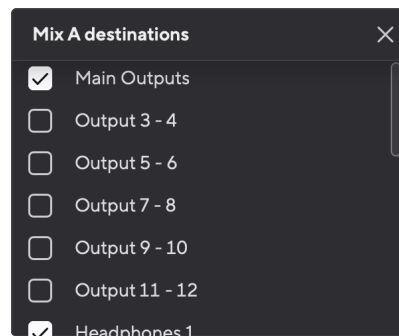 Mix A destinations
Main Outputs
Output 3 - 4
Output 5 - 6
Output 7 - 8
Output 9 - 10
Output 11 - 12
Headphones 1